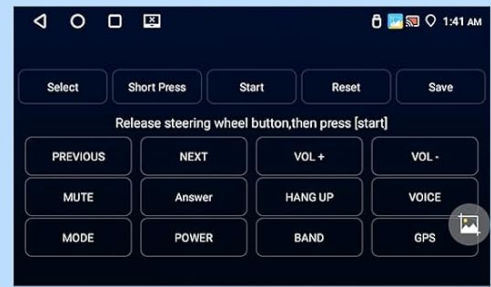 1:41 AM
Select Short Press Start Reset Save
Release steering wheel button,then press [start]
PREVIOUS NEXT VOL + VOL -
MUTE Answer HANG UP VOICE
MODE POWER BAND GPS